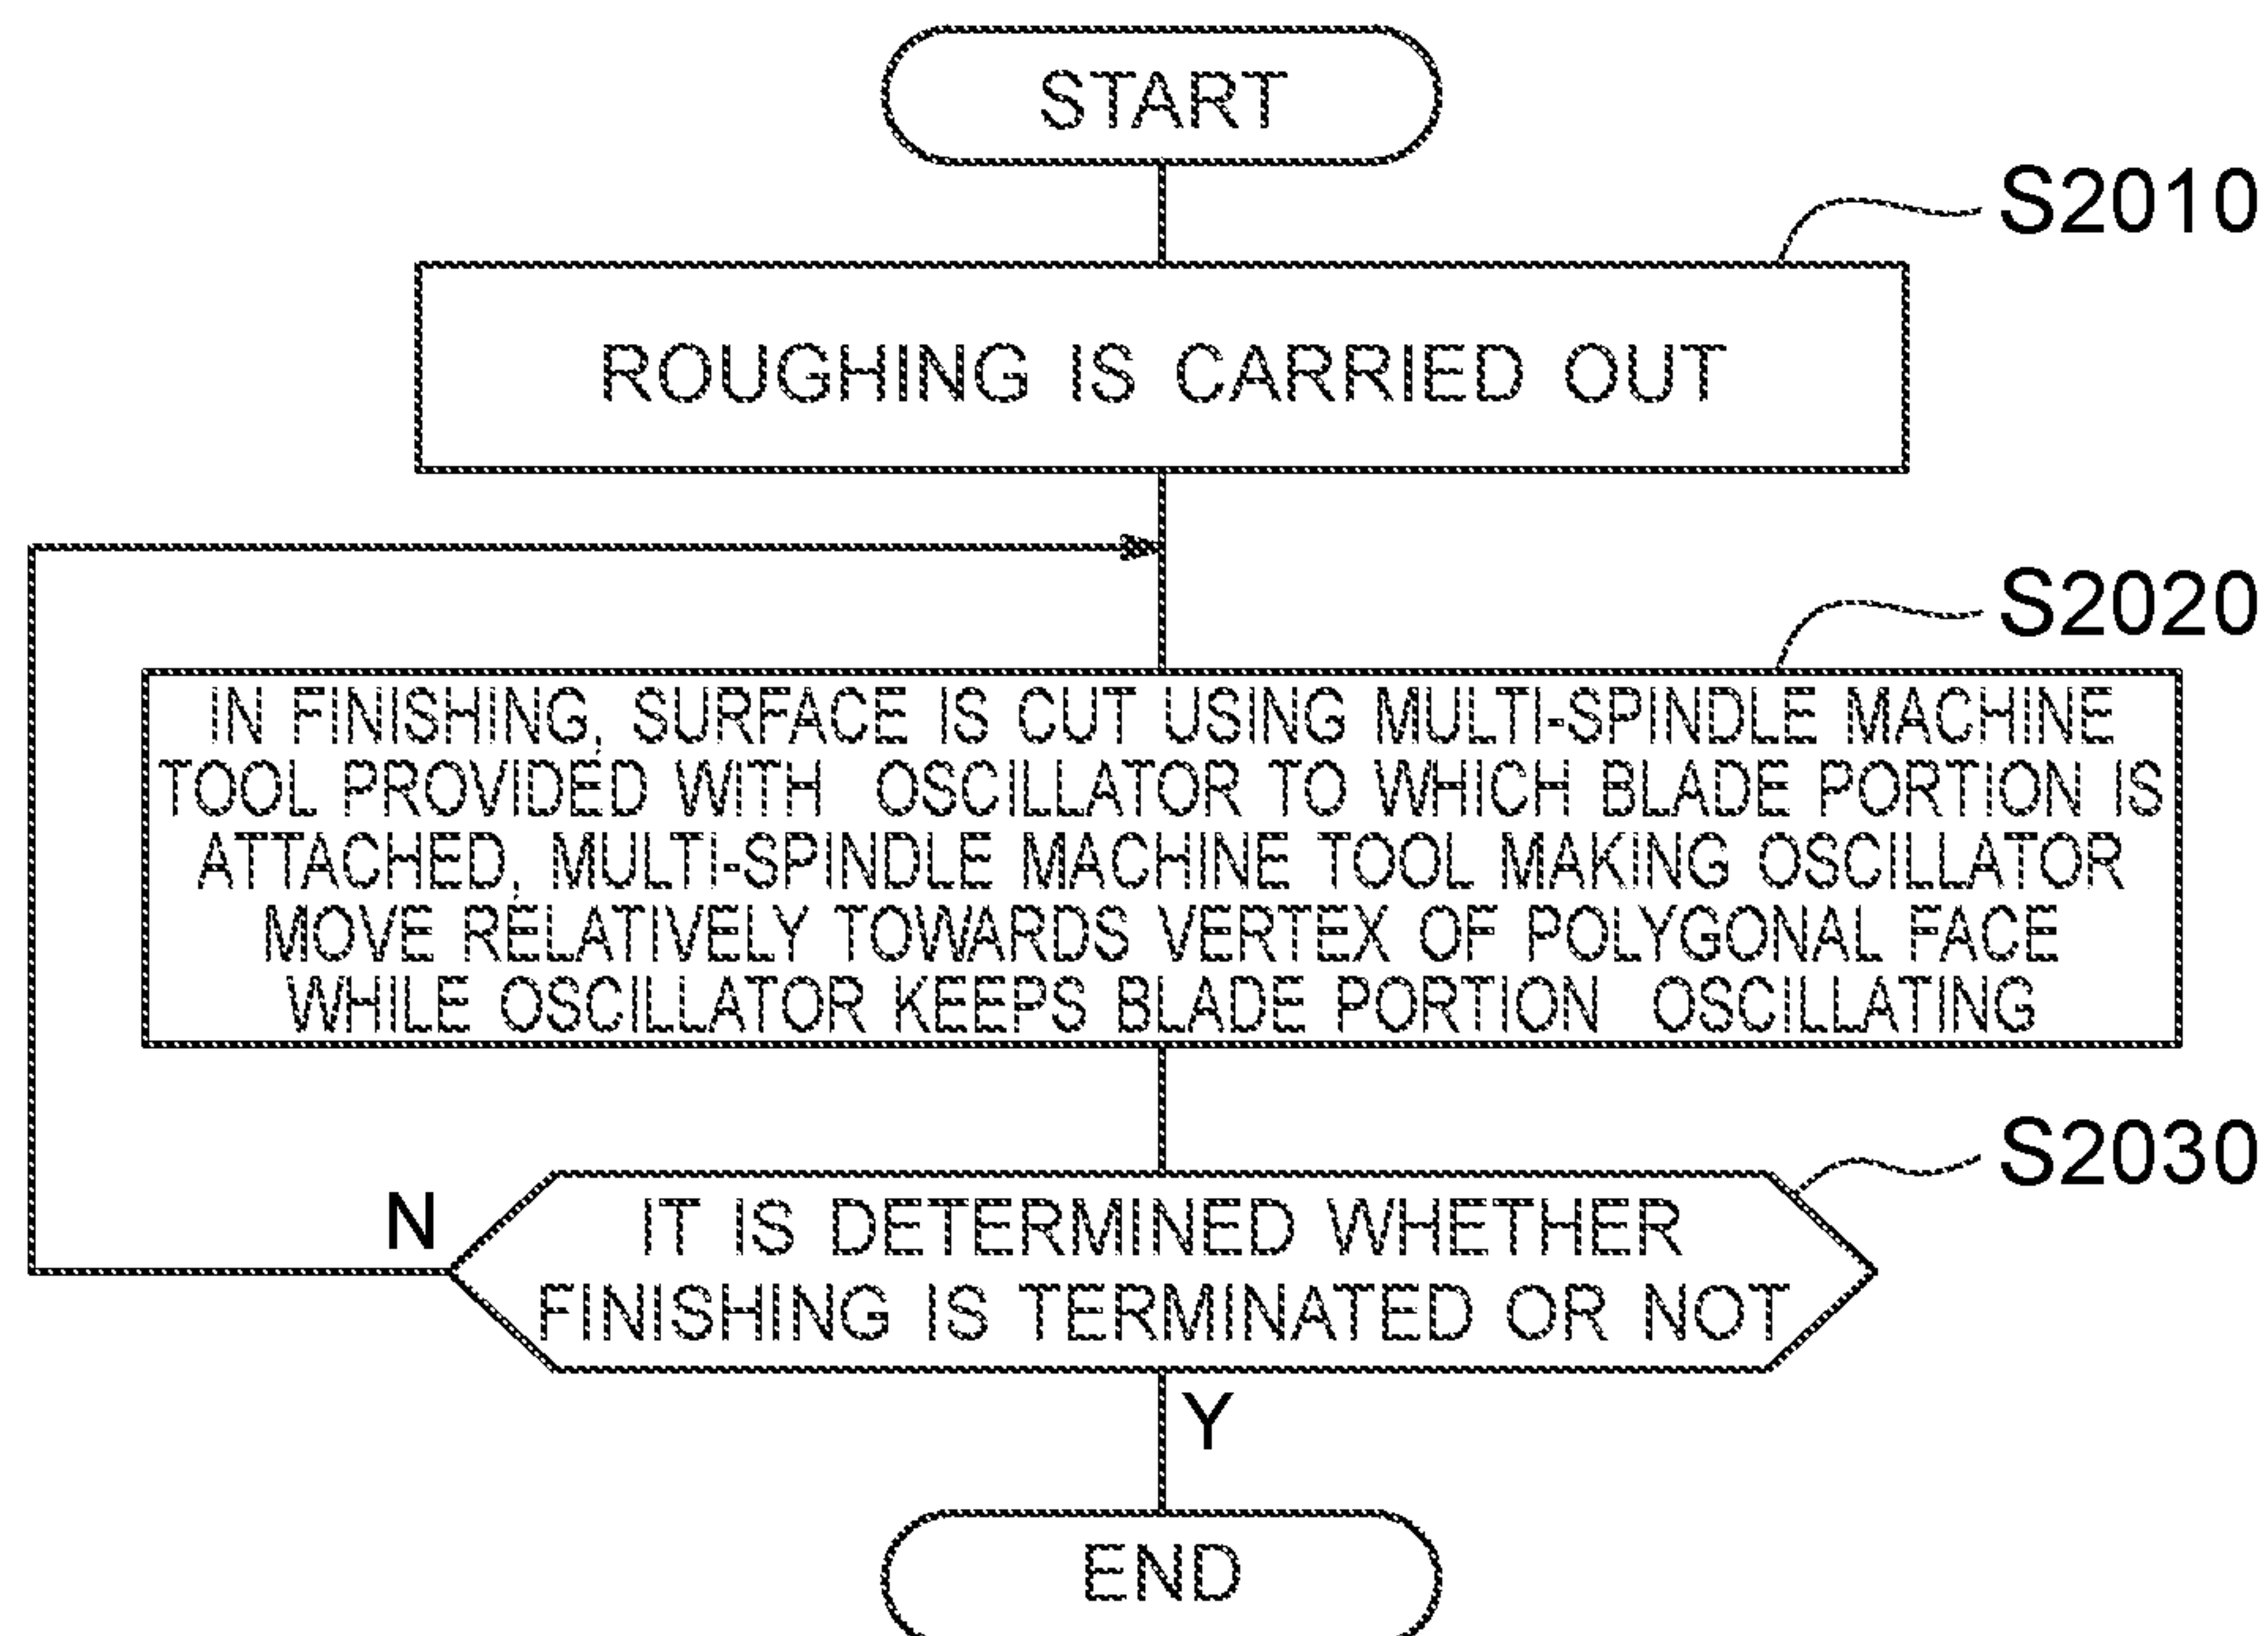 START
S2010
ROUGHING IS CARRIED OUT
S2020
IN FINISHING, SURFACE IS CUT USING MULTI-SPINDLE MACHINE
TOOL PROVIDED WITH OSCILLATOR TO WHICH BLADE PORTION IS
ATTACHED, MULTI-SPINDLE MACHINE TOOL MAKING OSCILLATOR
MOVE RELATIVELY TOWARDS VERTEX OF POLYGONAL FACE
WHILE OSCILLATOR KEEPS BLADE PORTION OSCILLATING
S2030
N
IT IS DETERMINED WHETHER
FINISHING IS TERMINATED OR NOT
Y
END